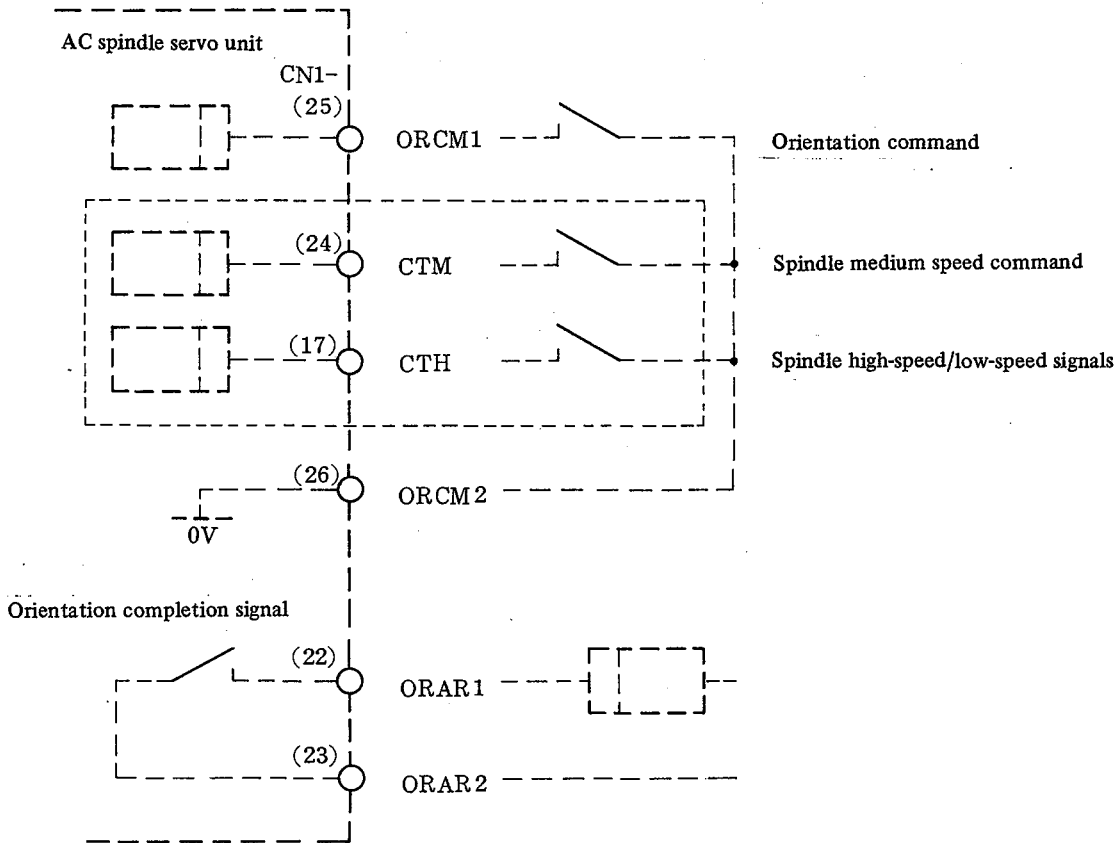 AC spindle servo unit
CN1-
(25)
ORCM1
Orientation command
(24)
CTM
Spindle medium speed command
(17)
CTH
Spindle high-speed/low-speed signals
(26)
ORCM2
0V
Orientation completion signal
(22)
ORAR1
(23)
ORAR2